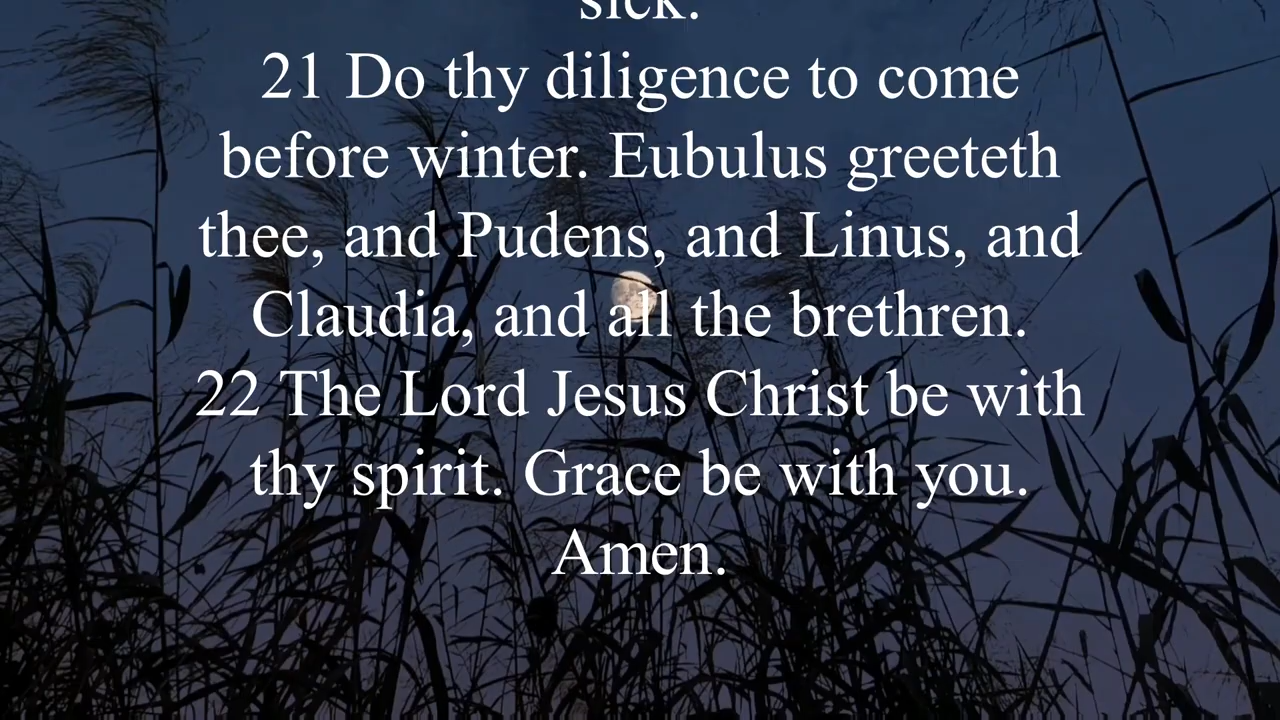 sick.
21 Do thy diligence to come
before winter. Eubulus greeteth
thee, and Pudens, and Linus, and
Claudia, and all the brethren.
22 The Lord Jesus Christ be with
thy spirit. Grace be with you.
Amen.